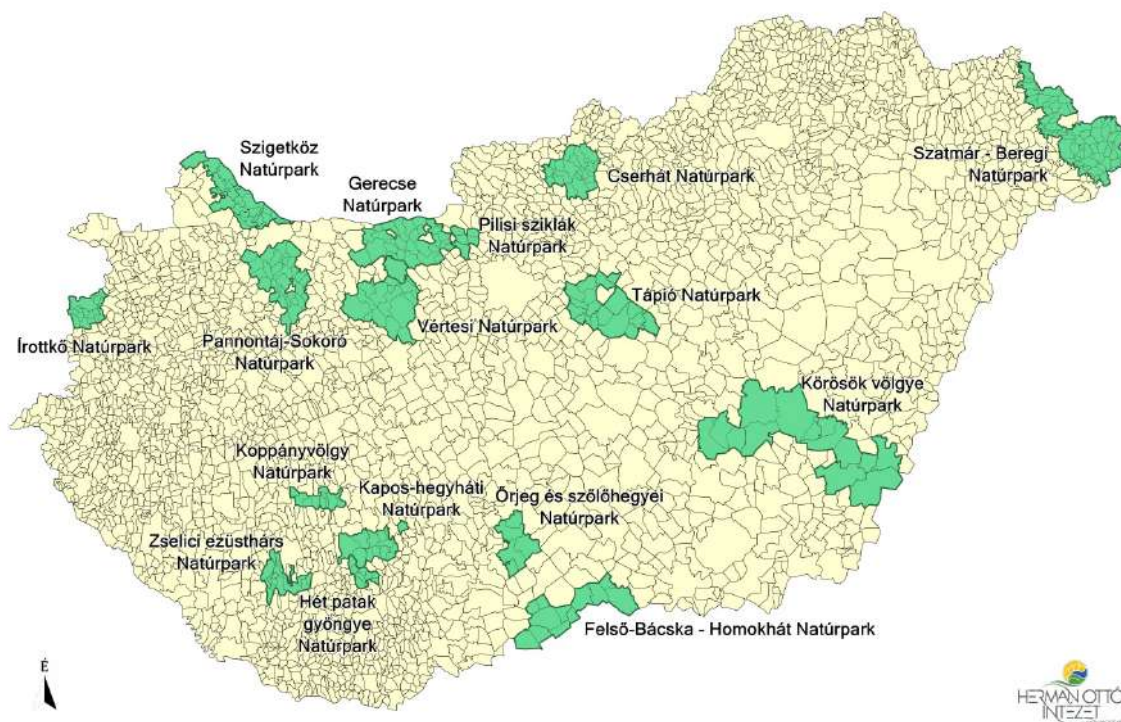 Szigetköz
Natúrpark
Gerecse
Natúrpark
Cserhát Natúrpark
Szatmár - Beregi
Natúrpark
Pilisi sziklák
Natúrpark
Tápió Natúrpark
Írottkő Natúrpark
Pannontáj-Sokoró
Natúrpark
Vértesi Natúrpark
Körösök völgye
Natúrpark
Koppányvölgy
Natúrpark
Kapos-hegyháti
Natúrpark
Őrjeg és szőlőhegyei
Natúrpark
Zselici ezüsthárs
Natúrpark
Hét patak
gyöngye
Natúrpark
Felső-Bácska - Homokhát Natúrpark
É
HERMAN OTTÓ
INTÉZET